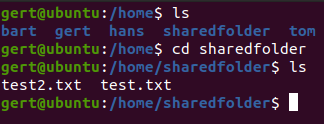 gert@ubuntu:/home$ ls
bart gert hans sharedfolder tom
gert@ubuntu:/home$ cd sharedfolder
gert@ubuntu:/home/sharedfolder$ ls
test2.txt test.txt
gert@ubuntu:/home/sharedfolder$